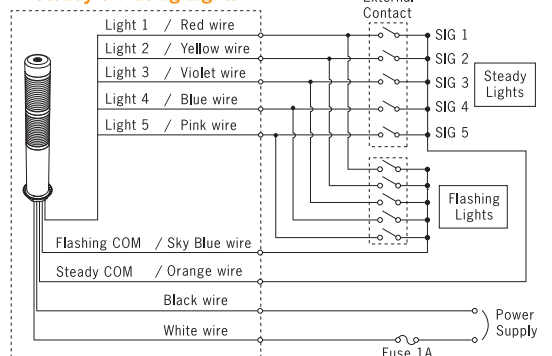 External
Contact
Light 1 / Red wire
Light 2 / Yellow wire
Light 3 / Violet wire
Light 4 / Blue wire
Light 5 / Pink wire
SIG 1
SIG 2
SIG 3
SIG 4
SIG 5
Steady
Lights
Flashing
Lights
Flashing COM / Sky Blue wire
Steady COM / Orange wire
Black wire
White wire
Power
Supply
Fuse 1A